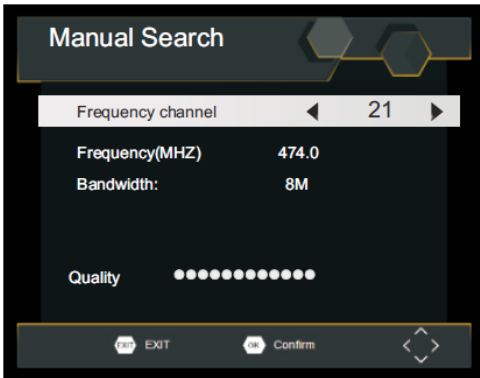 Manual Search
Frequency channel 21
Frequency(MHZ) 474.0
Bandwidth: 8M
Quality
EXIT EXIT OK Confirm